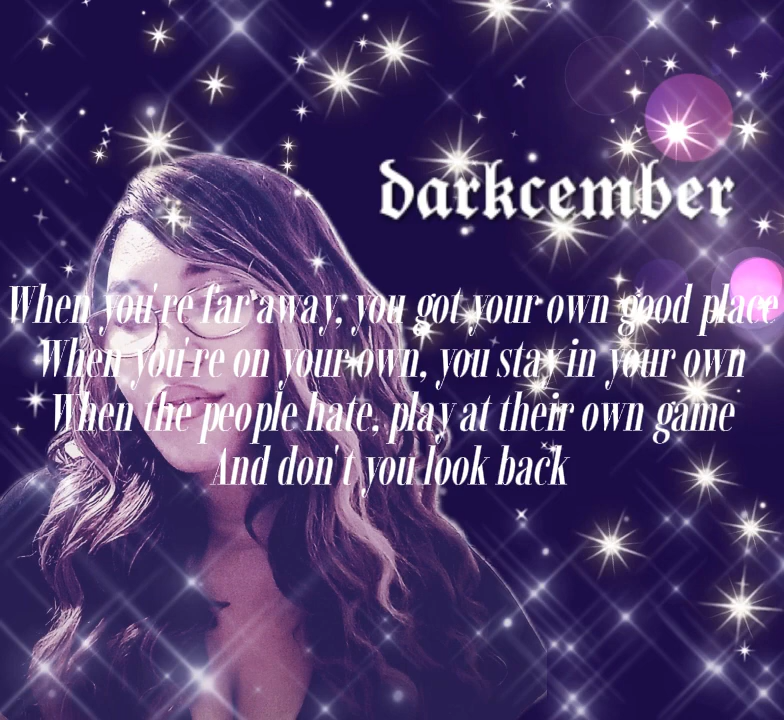 darkcember
When you're far away, you got your own good place
When you're on your own, you stay in your own
When the people hate, play at their own game
And don't you look back